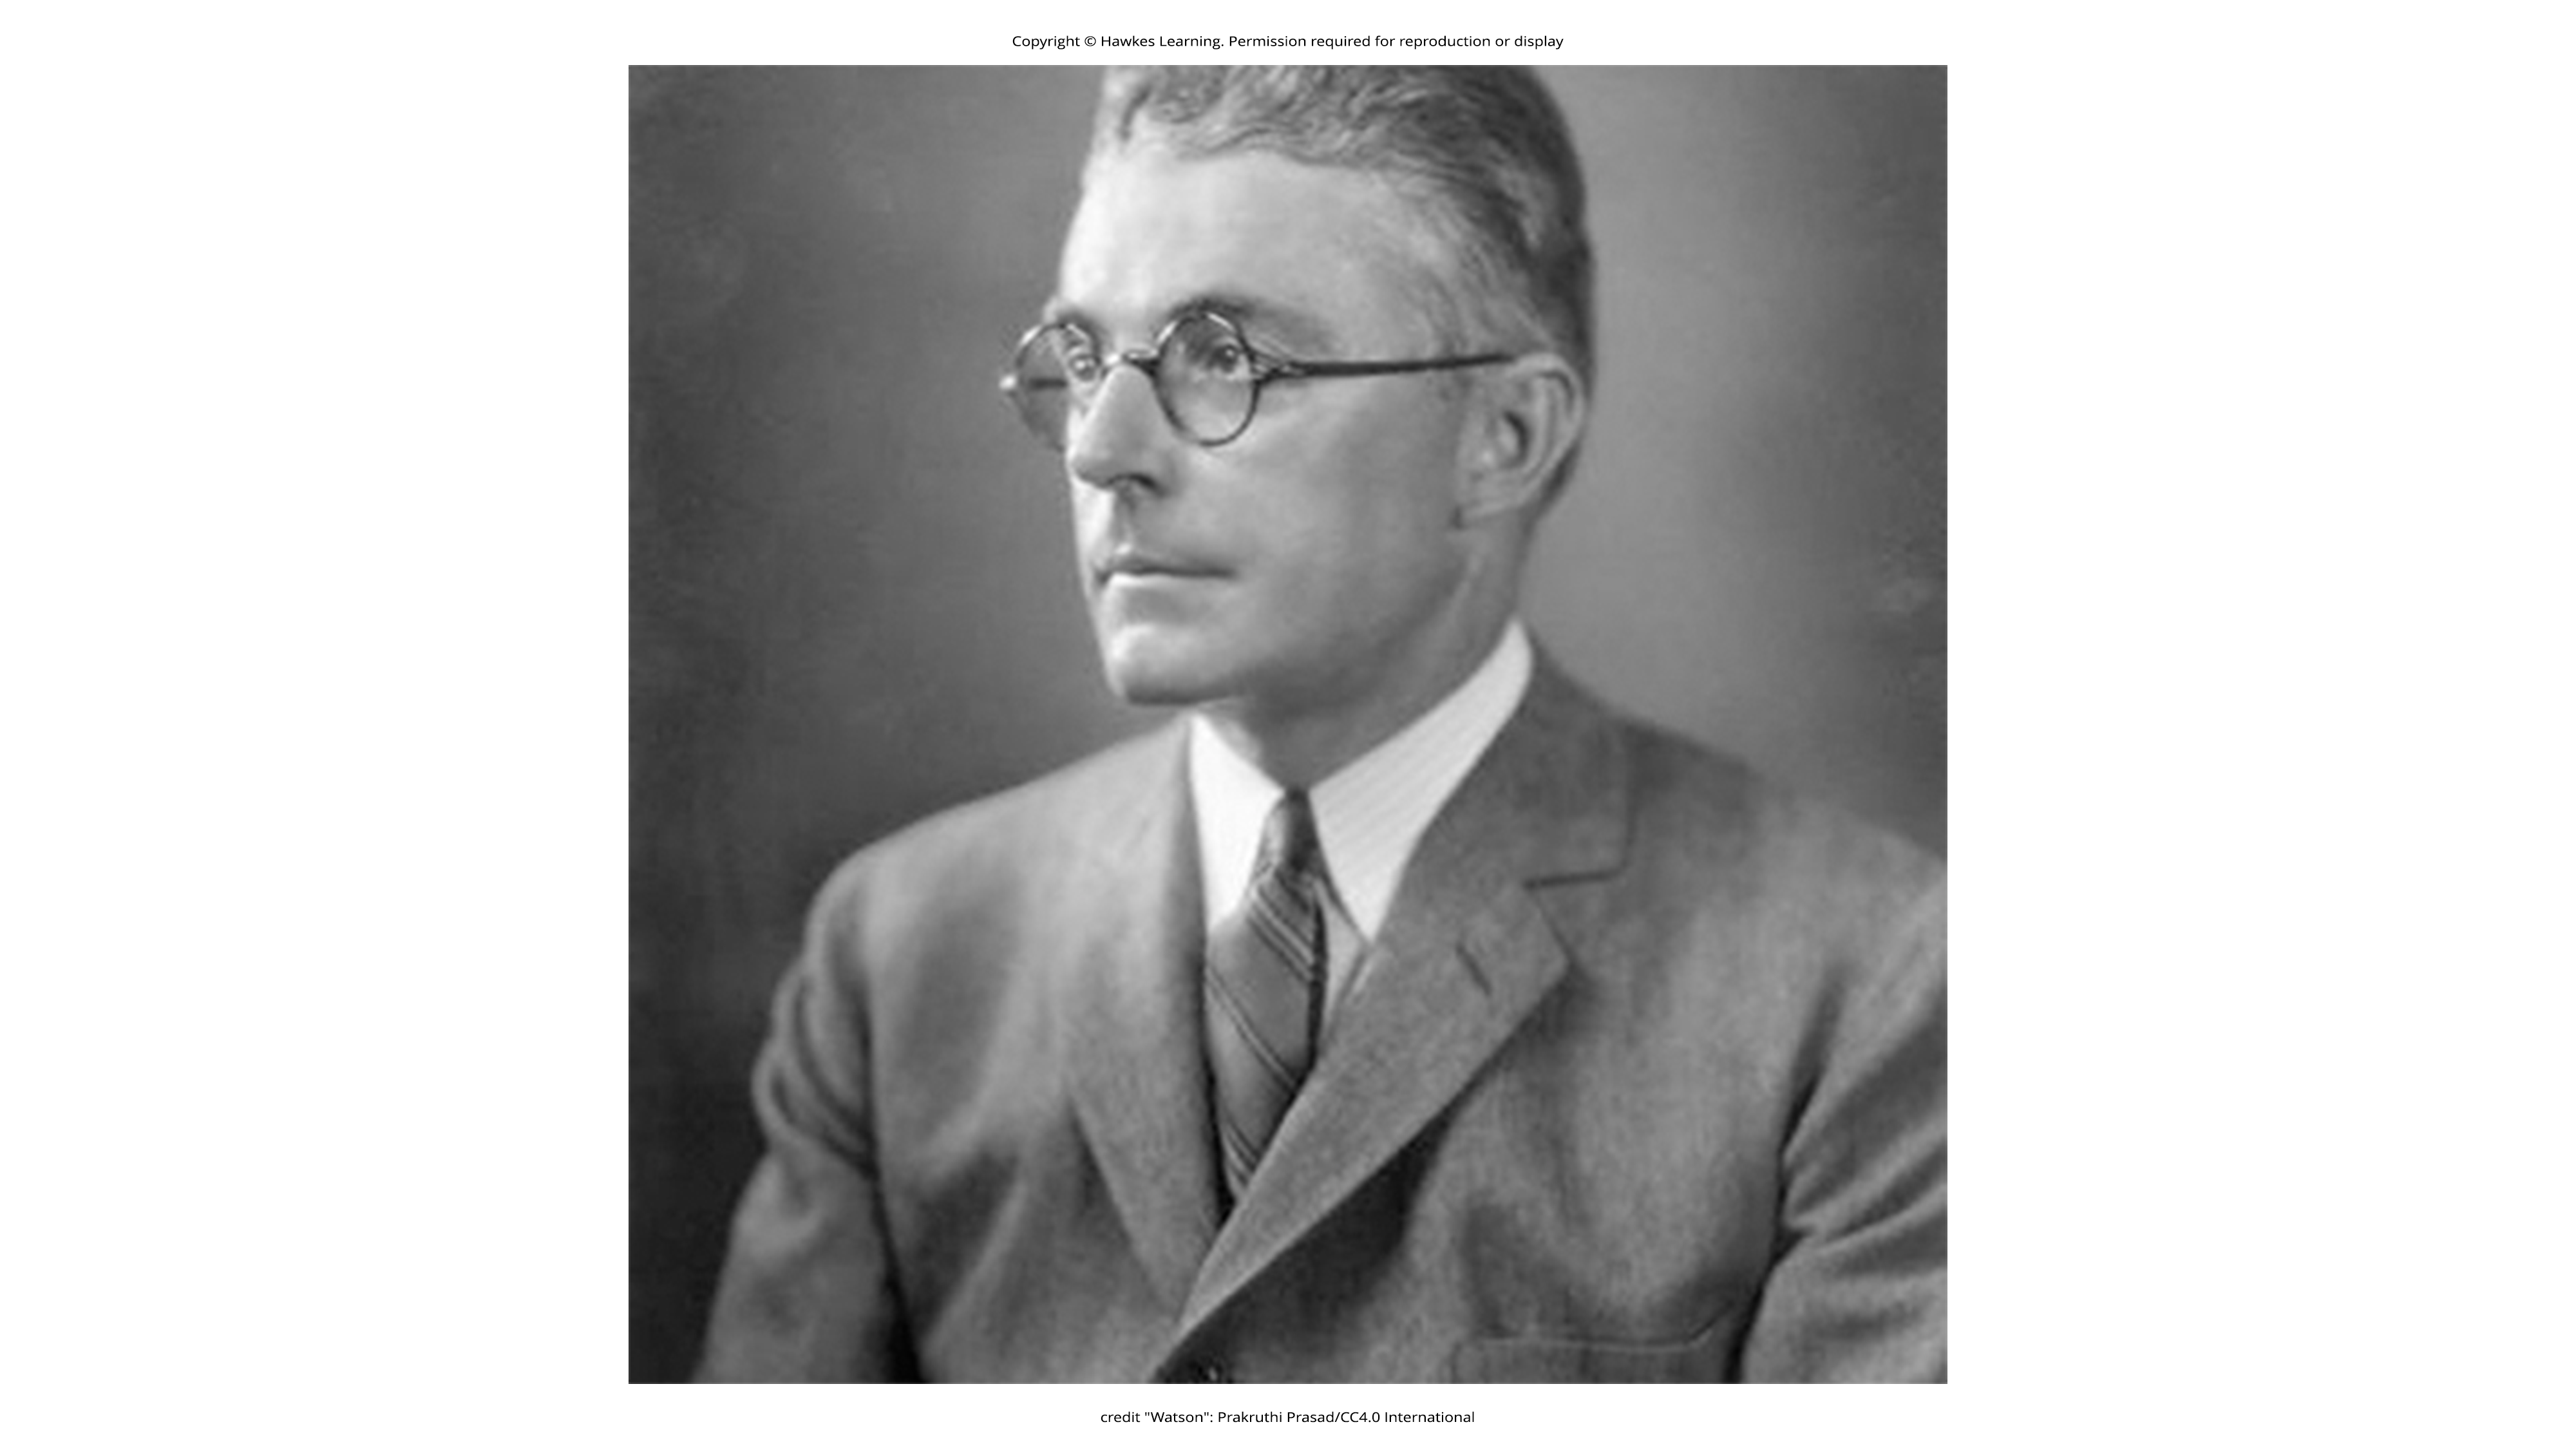 Copyright © Hawkes Learning. Permission required for reproduction or display
credit "Watson": Prakruthi Prasad/CC4.0 International